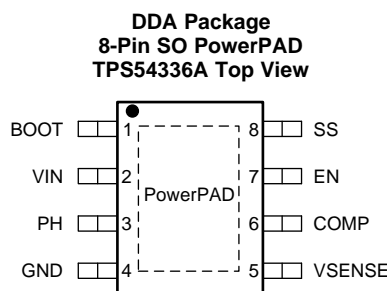 DDA Package
8-Pin SO PowerPAD
TPS54336A Top View
BOOT 1 8 SS
VIN 2 7 EN
PowerPAD
PH 3 6 COMP
GND 4 5 VSENSE